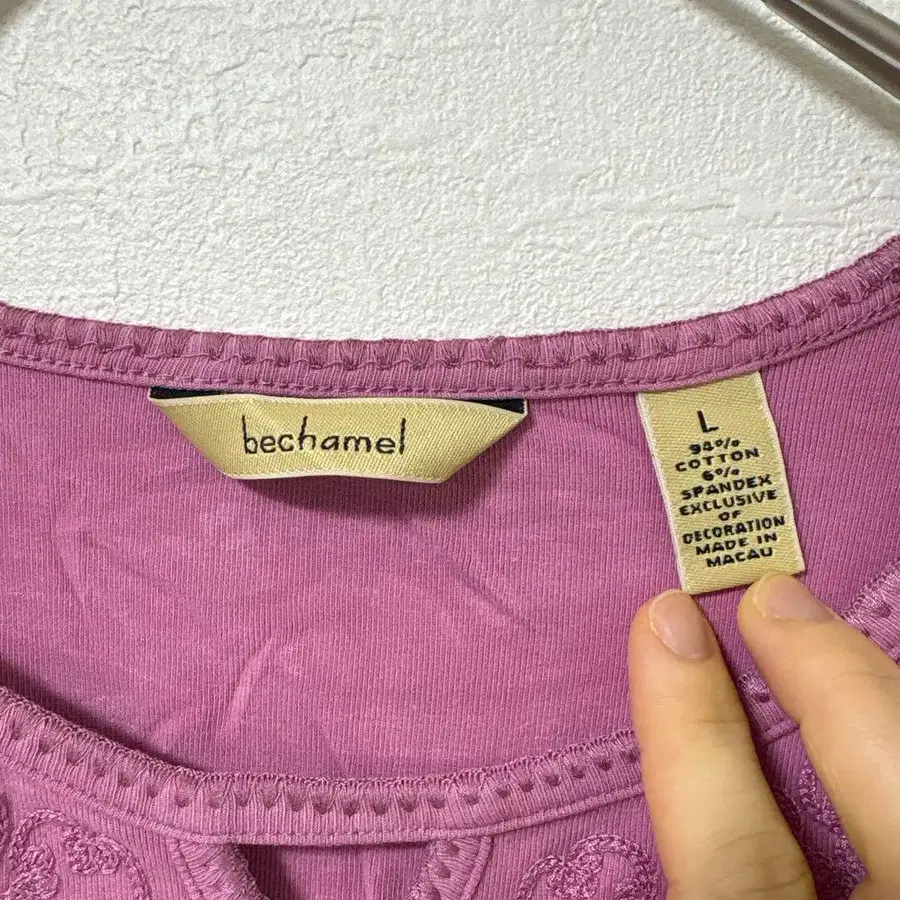 bechamel
L
94%
COTTON
6%
SPANDEX
EXCLUSIVE
OF
DECORATION
MADE IN
MACAU